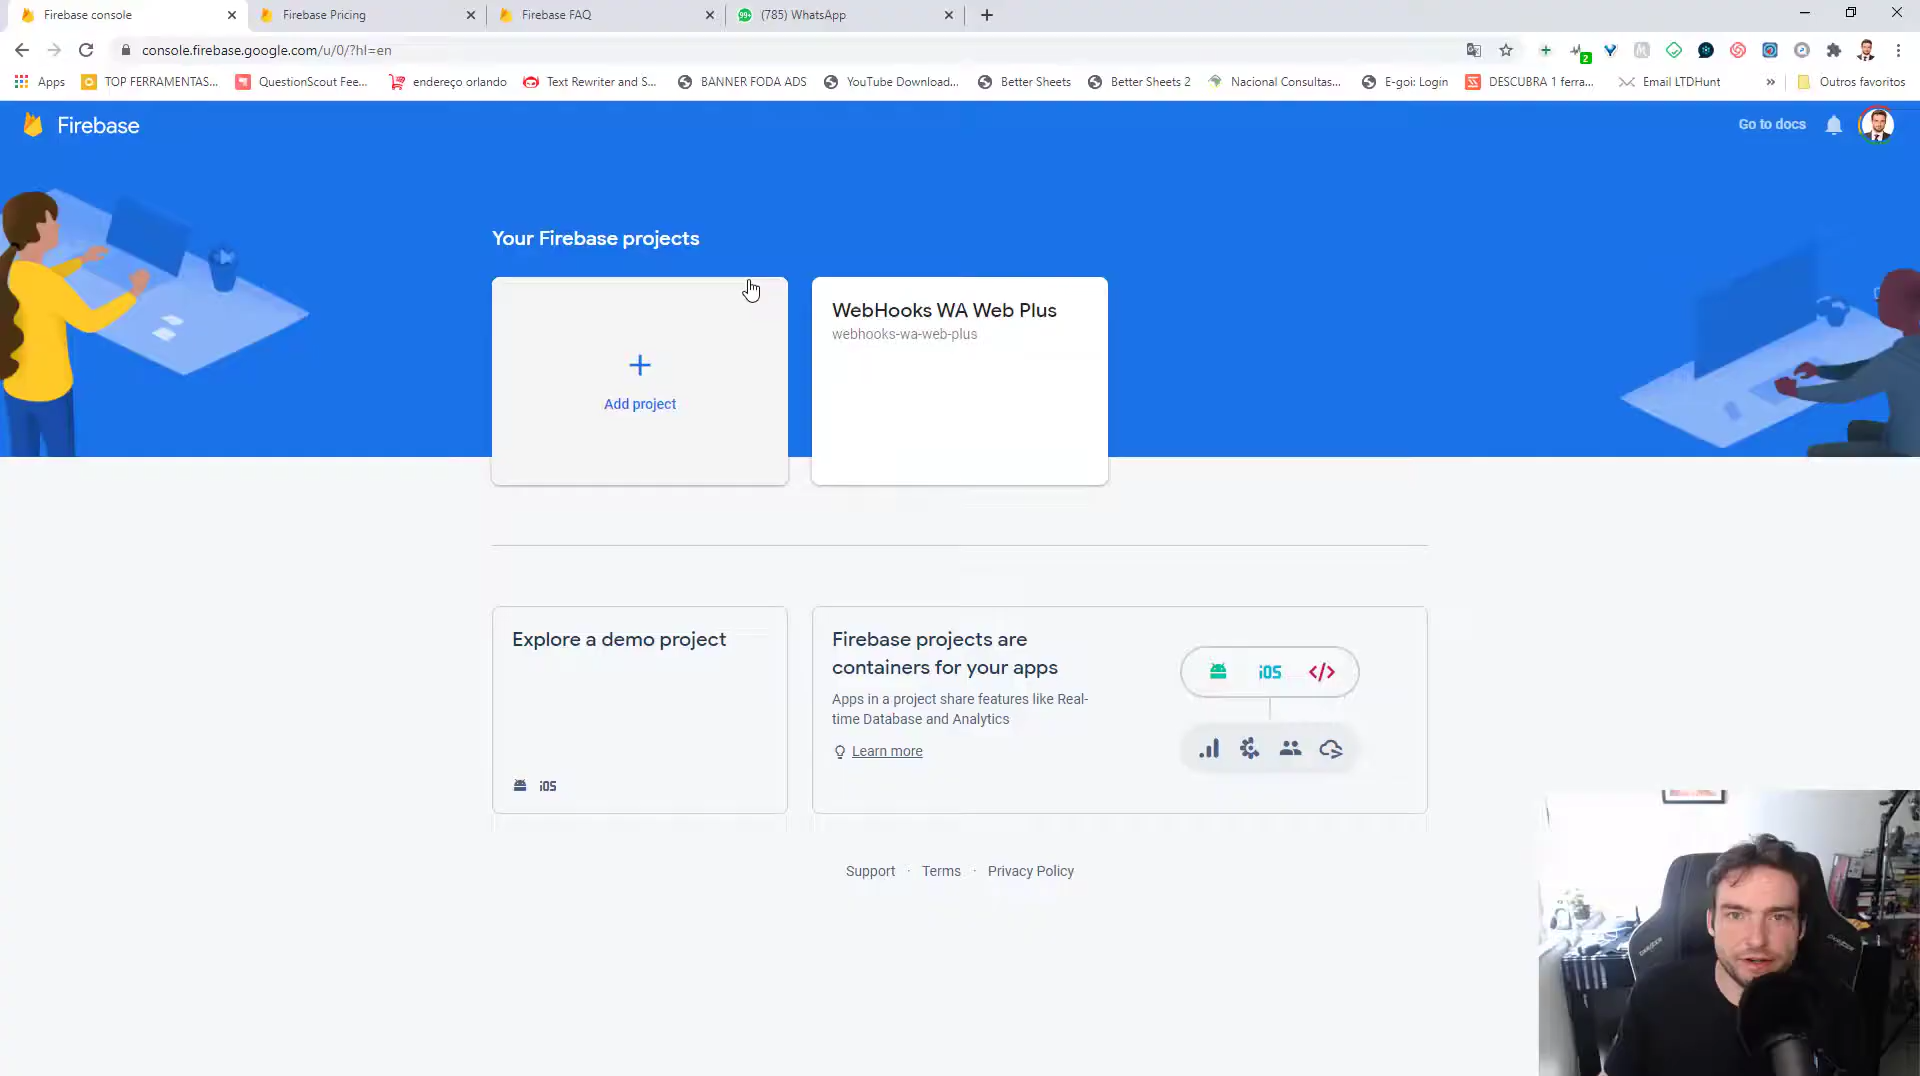 Firebase console
Firebase Pricing
Firebase FAQ
99+
(785) WhatsApp
console.firebase.google.com/u/0/?hl=en
2
Apps
TOP FERRAMENTAS...
QuestionScout Fee...
endereço orlando
Text Rewriter and S...
BANNER FODA ADS
YouTube Download...
Better Sheets
Better Sheets 2
Nacional Consultas...
E-goi: Login
DESCUBRA 1 ferra...
Email LTDHunt
»
Outros favoritos
Firebase
Go to docs
Your Firebase projects
Add project
WebHooks WA Web Plus
webhooks-wa-web-plus
Explore a demo project
iOS
Firebase projects are
containers for your apps
Apps in a project share features like Real-
time Database and Analytics
Learn more
iOS </>
Support · Terms · Privacy Policy